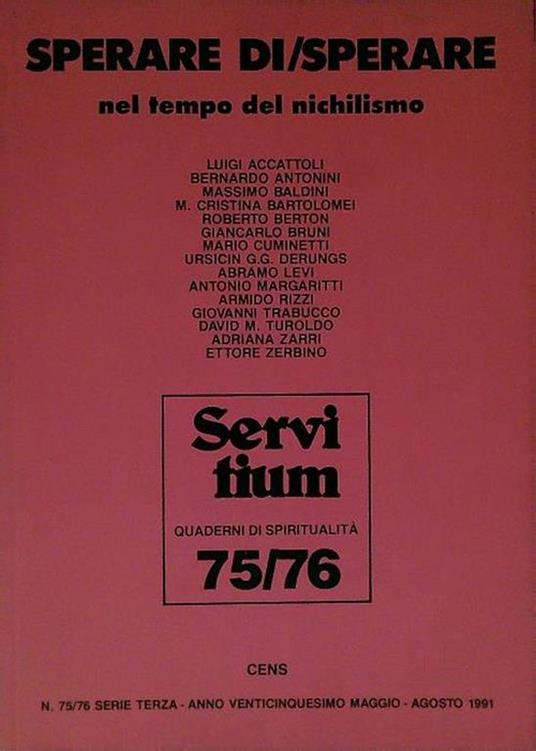 SPERARE DI/SPERARE
nel tempo del nichilismo
LUIGI ACCATTOLI
BERNARDO ANTONINI
MASSIMO BALDINI
M. CRISTINA BARTOLOMEI
ROBERTO BERTON
GIANCARLO BRUNI
MARIO CUMINETTI
URSICIN G.G. DERUNGS
ABRAMO LEVI
ANTONIO MARGARITTI
ARMIDO RIZZI
GIOVANNI TRABUCCO
DAVID M. TUROLDO
ADRIANA ZARRI
ETTORE ZERBINO
Servi
tium
QUADERNI DI SPIRITUALITÀ
75/76
CENS
N. 75/76 SERIE TERZA - ANNO VENTICINQUESIMO MAGGIO - AGOSTO 1991